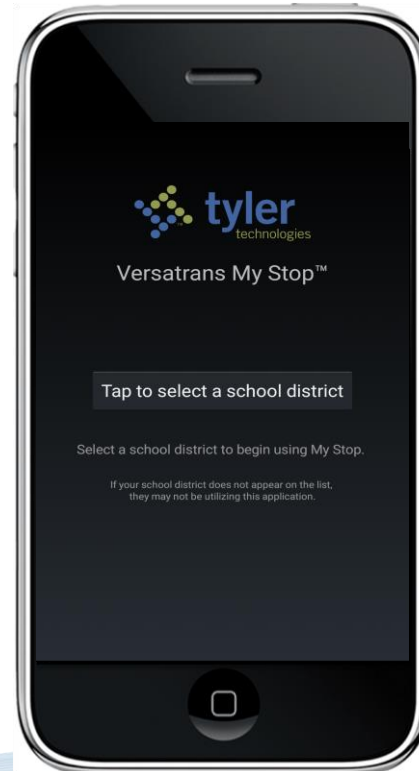 tyler
technologies
Versatrans My Stop™
Tap to select a school district
Select a school district to begin using My Stop.
If your school district does not appear on the list,
they may not be utilizing this application.